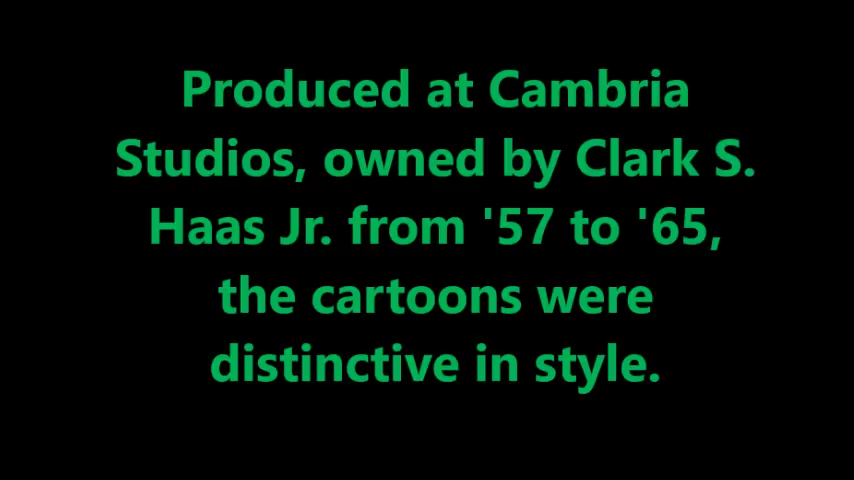 Produced at Cambria
Studios, owned by Clark S.
Haas Jr. from '57 to '65,
the cartoons were
distinctive in style.